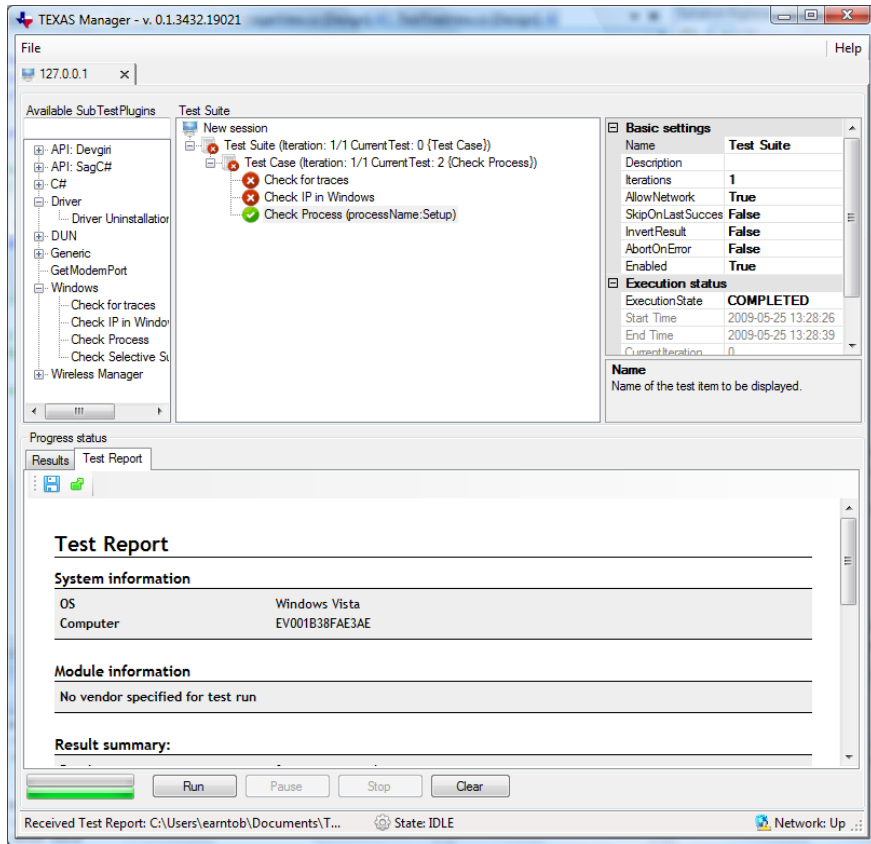 TEXAS Manager - v. 0.1.3432.19021
File
Help
127.0.0.1 x
Available SubTestPlugins
API: Devgiri
API: SagC#
C#
Driver
Driver Uninstallation
DUN
Generic
GetModemPort
Windows
Check for traces
Check IP in Window
Check Process
Check Selective Su
Wireless Manager
Test Suite
New session
Test Suite (Iteration: 1/1 CurrentTest: 0 {Test Case})
Test Case (Iteration: 1/1 CurrentTest: 2 {Check Process})
Check for traces
Check IP in Windows
Check Process (processName:Setup)
Basic settings
Name Test Suite
Description
Iterations 1
AllowNetwork True
SkipOnLastSucces False
InvertResult False
AbortOnError False
Enabled True
Execution status
ExecutionState COMPLETED
Start Time 2009-05-25 13:28:26
End Time 2009-05-25 13:28:39
CurrentIteration 0
Name
Name of the test item to be displayed.
Progress status
Results Test Report
Test Report
System information
OS Windows Vista
Computer EV001B38FAE3AE
Module information
No vendor specified for test run
Result summary:
Run Pause Stop Clear
Received Test Report: C:\Users\earntob\Documents\T... State: IDLE Network: Up